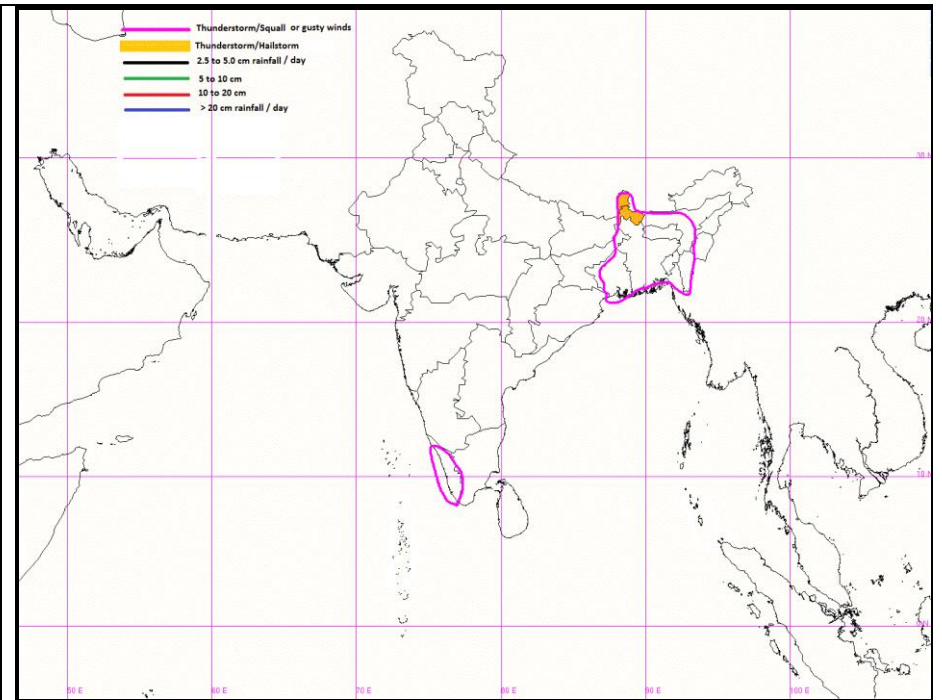 Thunderstorm/Squall or gusty winds
Thunderstorm/Hailstorm
2.5 to 5.0 cm rainfall / day
5 to 10 cm
10 to 20 cm
> 20 cm rainfall / day
30 N
20 N
10 N
0 N
50 E
60 E
70 E
80 E
90 E
100 E